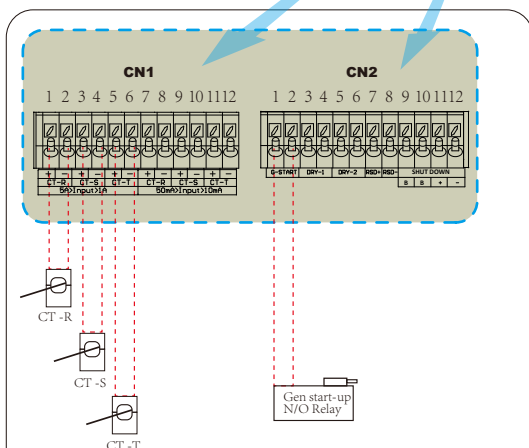 CN1 CN2
1 2 3 4 5 6 7 8 9 10 11 12 1 2 3 4 5 6 7 8 9 10 11 12
+ − + − + − + − + − + − G-START DRY-1 DRY-2 RSD+ RSD- SHUT DOWN
CT-R CT-S CT-T CT-R CT-S CT-T B B + −
5A>Input>1A 50mA>Input>10mA
CT -R
CT -S
CT -T
Gen start-up
N/O Relay